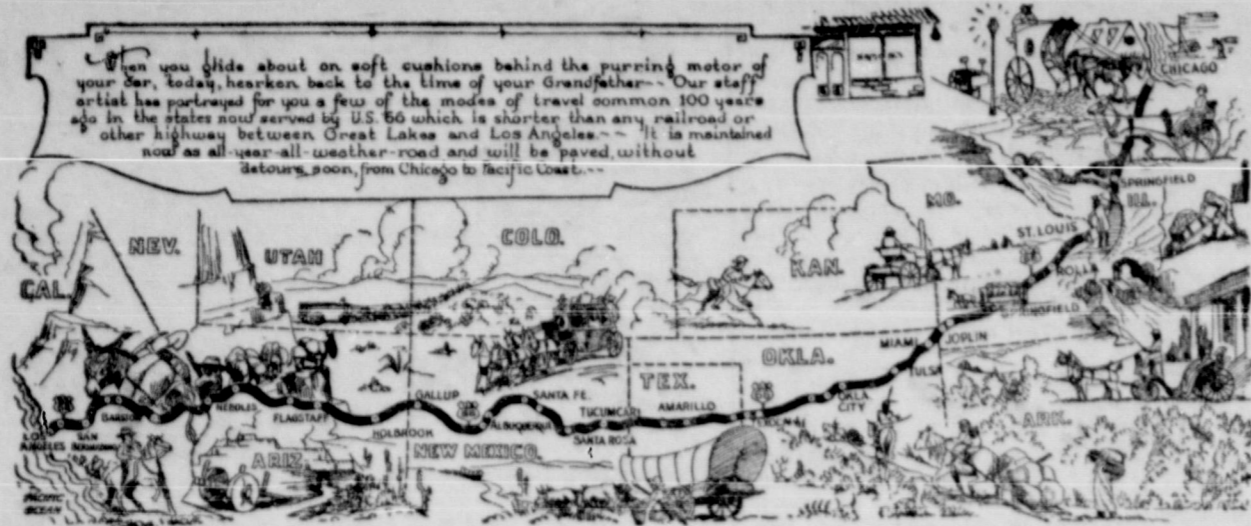 When you glide about on soft cushions behind the purring motor of
your car, today, hearken back to the time of your Grandfather-- Our staff
artist has portrayed for you a few of the modes of travel common 100 years
ago in the states now served by U.S. 66 which is shorter than any railroad or
other highway between Great Lakes and Los Angeles.-- It is maintained
now as all-year-all-weather-road and will be paved, without
detours, soon, from Chicago to Pacific Coast.--
CHICAGO
SPRINGFIELD
ILL.
MO.
ST. LOUIS
ROLLA
SPRINGFIELD
JOPLIN
KAN.
MIAMI
TULSA
OKLA.
OKLA
CITY
ARK.
TEX.
AMARILLO
COLO.
UTAH
NEV.
CAL.
SANTA FE.
TUCUMCARI
SANTA ROSA
ALBUQUERQUE
GALLUP
NEW MEXICO.
HOLBROOK
FLAGSTAFF
ARIZ.
NEEDLES
BARSTOW
SAN
BERNARDINO
LOS
ANGELES
PACIFIC
OCEAN